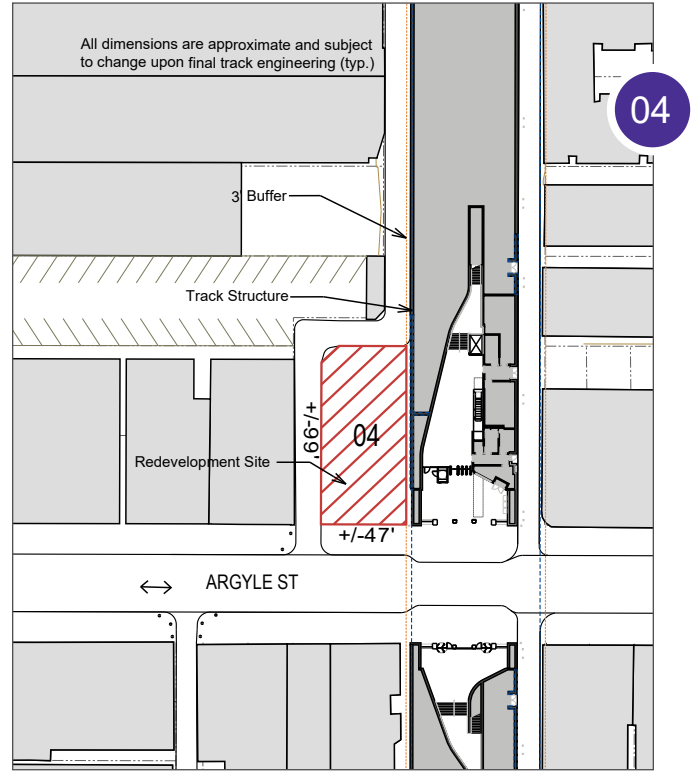 All dimensions are approximate and subject
to change upon final track engineering (typ.)
04
3' Buffer
Track Structure
+/-99'
04
Redevelopment Site
+/-47'
ARGYLE ST